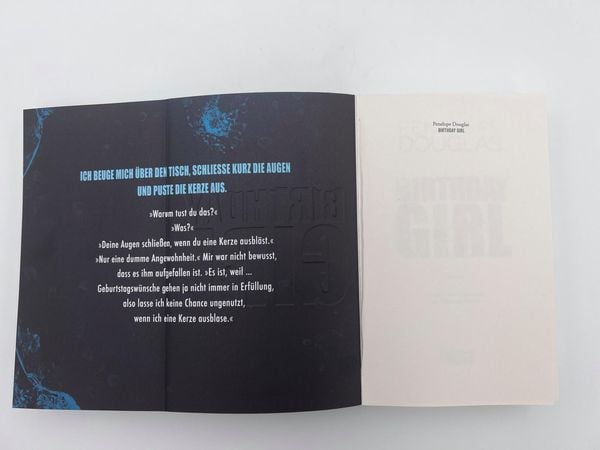 ICH BEUGE MICH ÜBER DEN TISCH, SCHLIESSE KURZ DIE AUGEN
UND PUSTE DIE KERZE AUS.
»Warum tust du das?«
»Was?«
»Deine Augen schließen, wenn du eine Kerze ausbläst.«
»Nur eine dumme Angewohnheit.« Mir war nicht bewusst,
dass es ihm aufgefallen ist. »Es ist, weil ...
Geburtstagswünsche gehen ja nicht immer in Erfüllung,
also lasse ich keine Chance ungenutzt,
wenn ich eine Kerze ausblase.«
Penelope Douglas
BIRTHDAY GIRL